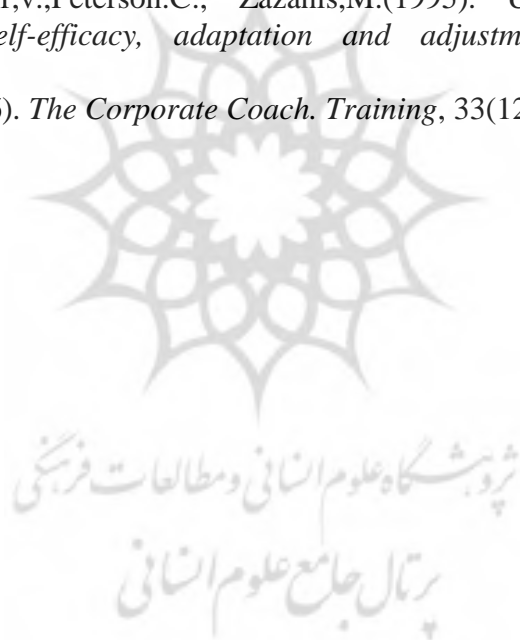 ,V.,Peterson.C., Zazanis,M.(1995).
elf-efficacy, adaptation and adjustm
). The Corporate Coach. Training, 33(12
پژوهشگاه علوم انسانی و مطالعات فرهنگی
پرتال جامع علوم انسانی